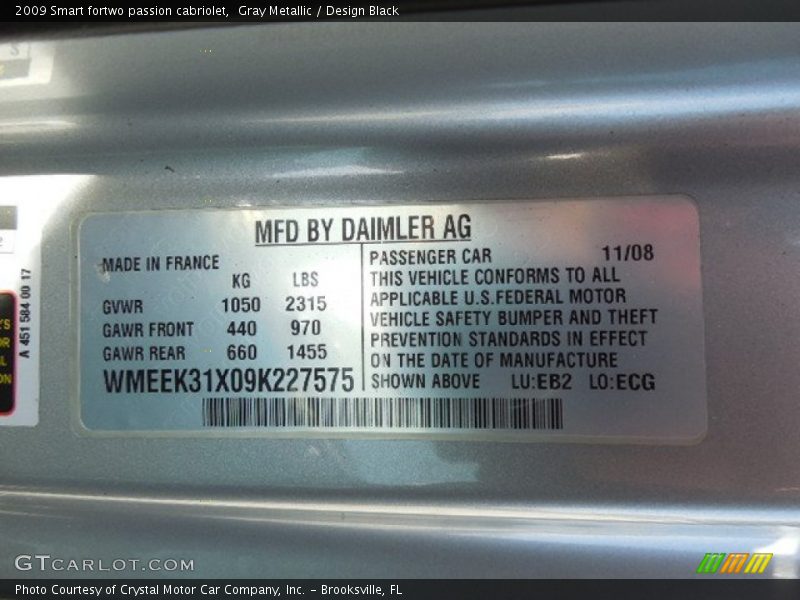 2009 Smart fortwo passion cabriolet, Gray Metallic / Design Black
MFD BY DAIMLER AG
MADE IN FRANCE
KG LBS
GVWR 1050 2315
GAWR FRONT 440 970
GAWR REAR 660 1455
WMEEK31X09K227575
PASSENGER CAR 11/08
THIS VEHICLE CONFORMS TO ALL
APPLICABLE U.S.FEDERAL MOTOR
VEHICLE SAFETY BUMPER AND THEFT
PREVENTION STANDARDS IN EFFECT
ON THE DATE OF MANUFACTURE
SHOWN ABOVE LU:EB2 LO:ECG
A 451 584 00 17
GTCARLOT.COM
Photo Courtesy of Crystal Motor Car Company, Inc. - Brooksville, FL